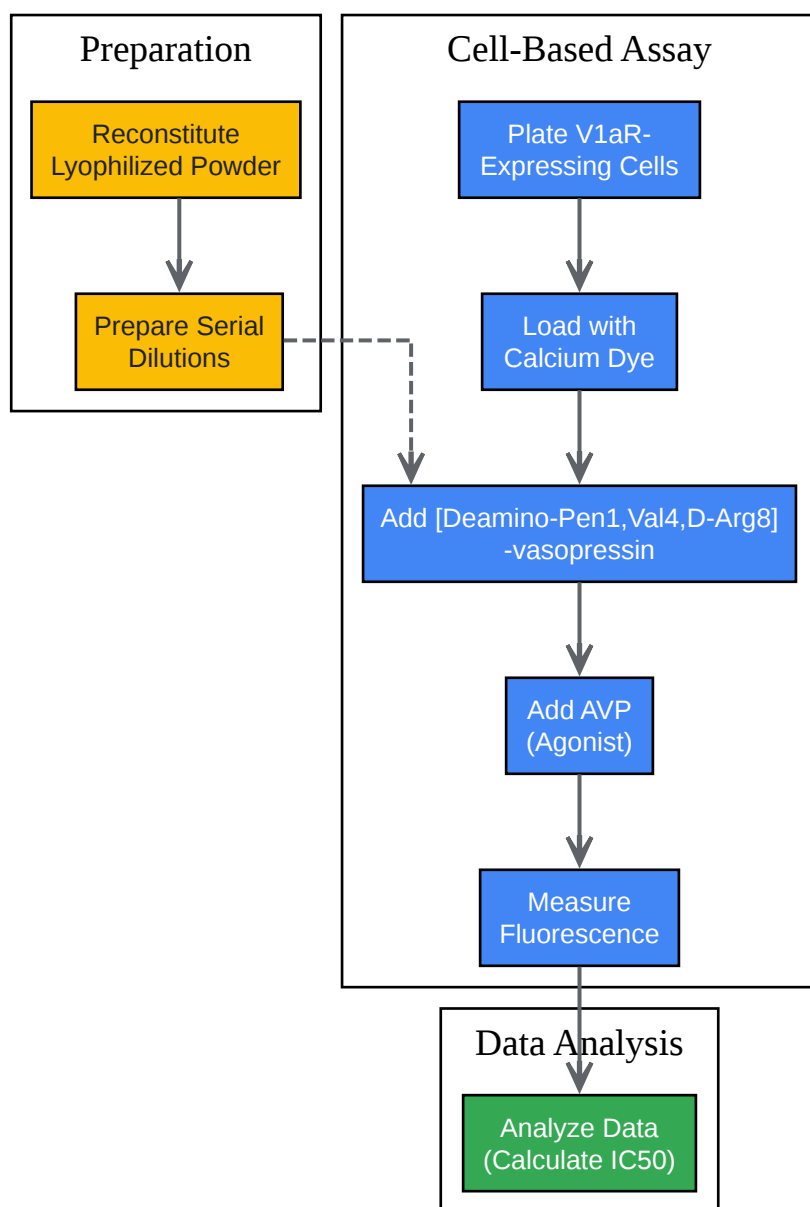 Preparation
Reconstitute
Lyophilized Powder
Prepare Serial
Dilutions
Cell-Based Assay
Plate V1aR-
Expressing Cells
Load with
Calcium Dye
Add [Deamino-Pen1,Val4,D-Arg8]
-vasopressin
Add AVP
(Agonist)
Measure
Fluorescence
Data Analysis
Analyze Data
(Calculate IC50)